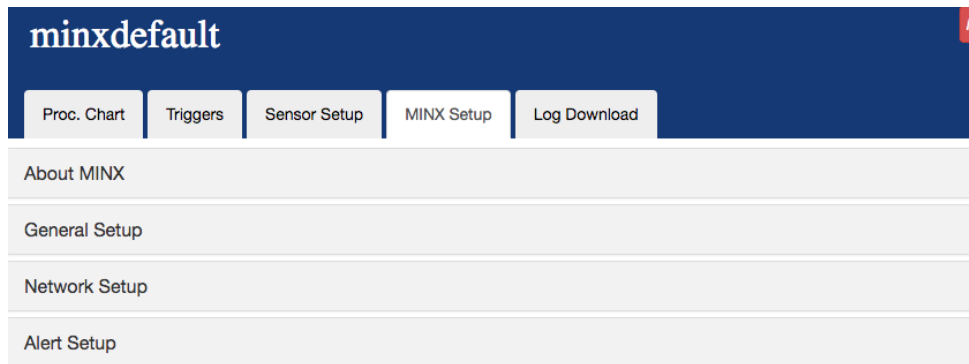 minxdefault
Proc. Chart Triggers Sensor Setup MINX Setup Log Download
About MINX
General Setup
Network Setup
Alert Setup